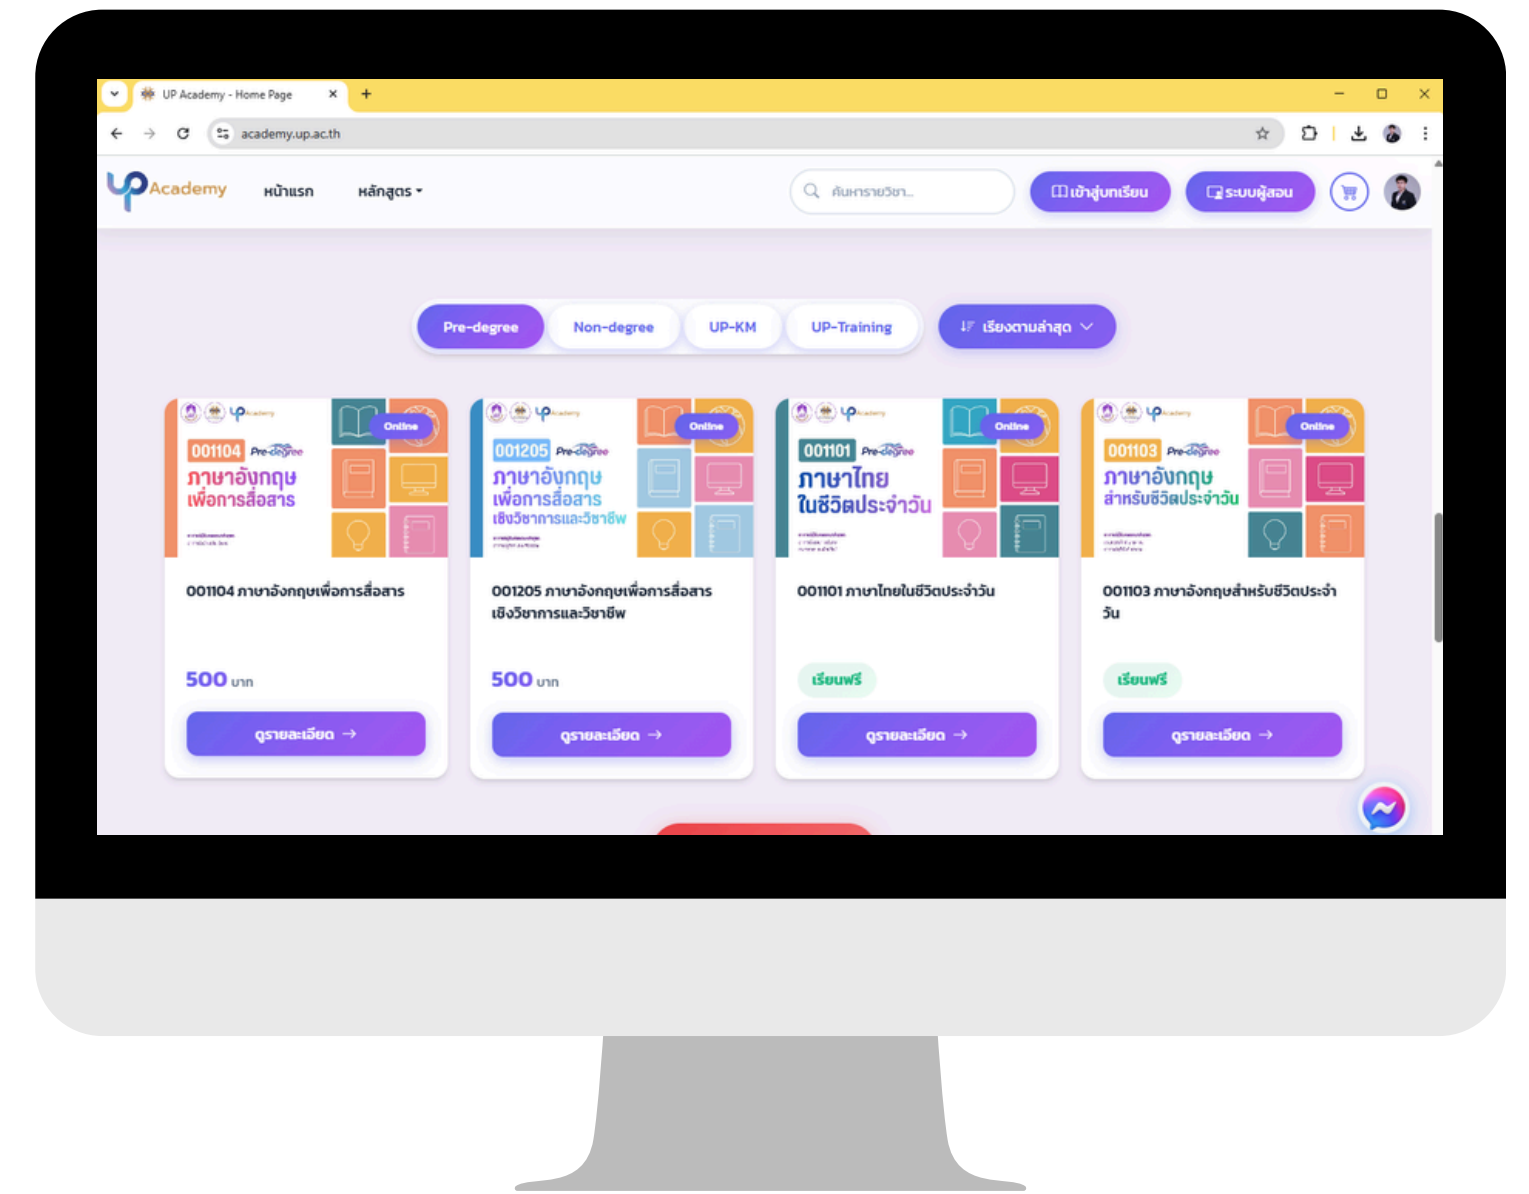 UP Academy - Home Page
academy.up.ac.th
UP Academy
หน้าแรก
หลักสูตร
ค้นหารายวิชา...
เข้าสู่บทเรียน
ระบบผู้สอน
Pre-degree
Non-degree
UP-KM
UP-Training
เรียงตามล่าสุด
UP Academy
Online
001104 Pre-degree
ภาษาอังกฤษ
เพื่อการสื่อสาร
001104 ภาษาอังกฤษเพื่อการสื่อสาร
500 บาท
ดูรายละเอียด →
UP Academy
Online
001205 Pre-degree
ภาษาอังกฤษ
เพื่อการสื่อสาร
เชิงวิชาการและวิชาชีพ
001205 ภาษาอังกฤษเพื่อการสื่อสาร
เชิงวิชาการและวิชาชีพ
500 บาท
ดูรายละเอียด →
UP Academy
Online
001101 Pre-degree
ภาษาไทย
ในชีวิตประจำวัน
001101 ภาษาไทยในชีวิตประจำวัน
เรียนฟรี
ดูรายละเอียด →
UP Academy
Online
001103 Pre-degree
ภาษาอังกฤษ
สำหรับชีวิตประจำวัน
001103 ภาษาอังกฤษสำหรับชีวิตประจำ
วัน
เรียนฟรี
ดูรายละเอียด →